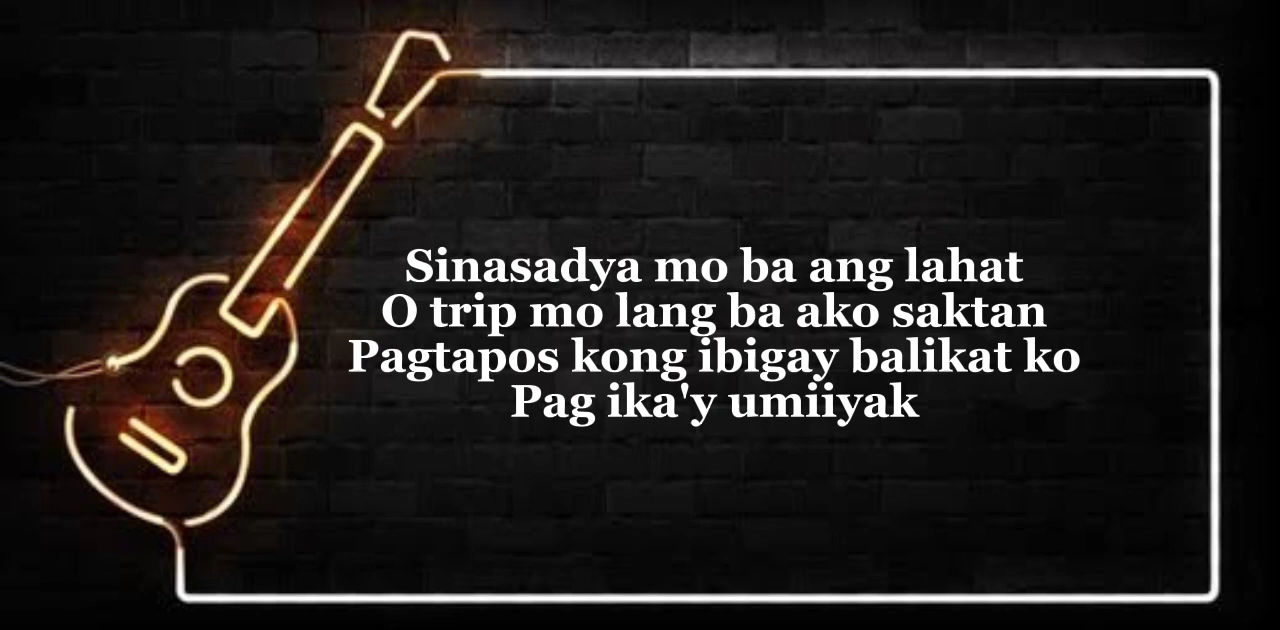 Sinasadya mo ba ang lahat
O trip mo lang ba ako saktan
Pagtapos kong ibigay balikat ko
Pag ika'y umiiyak